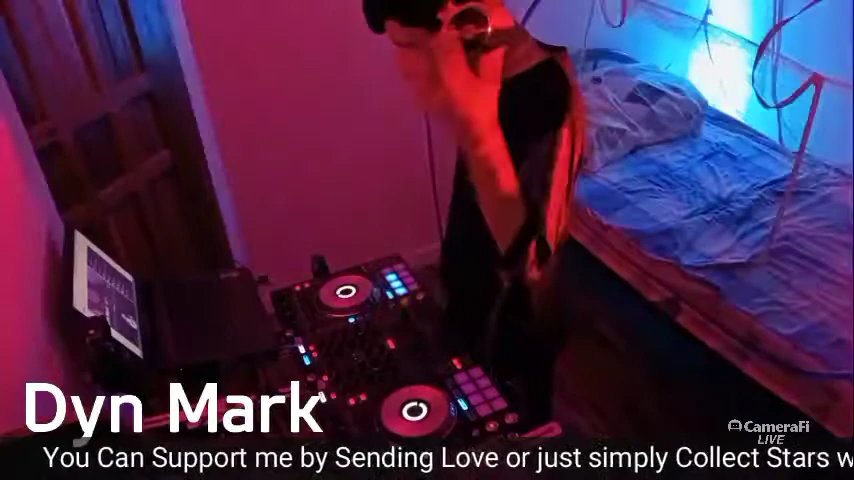 Dyn Mark
CameraFi
LIVE
You Can Support me by Sending Love or just simply Collect Stars w